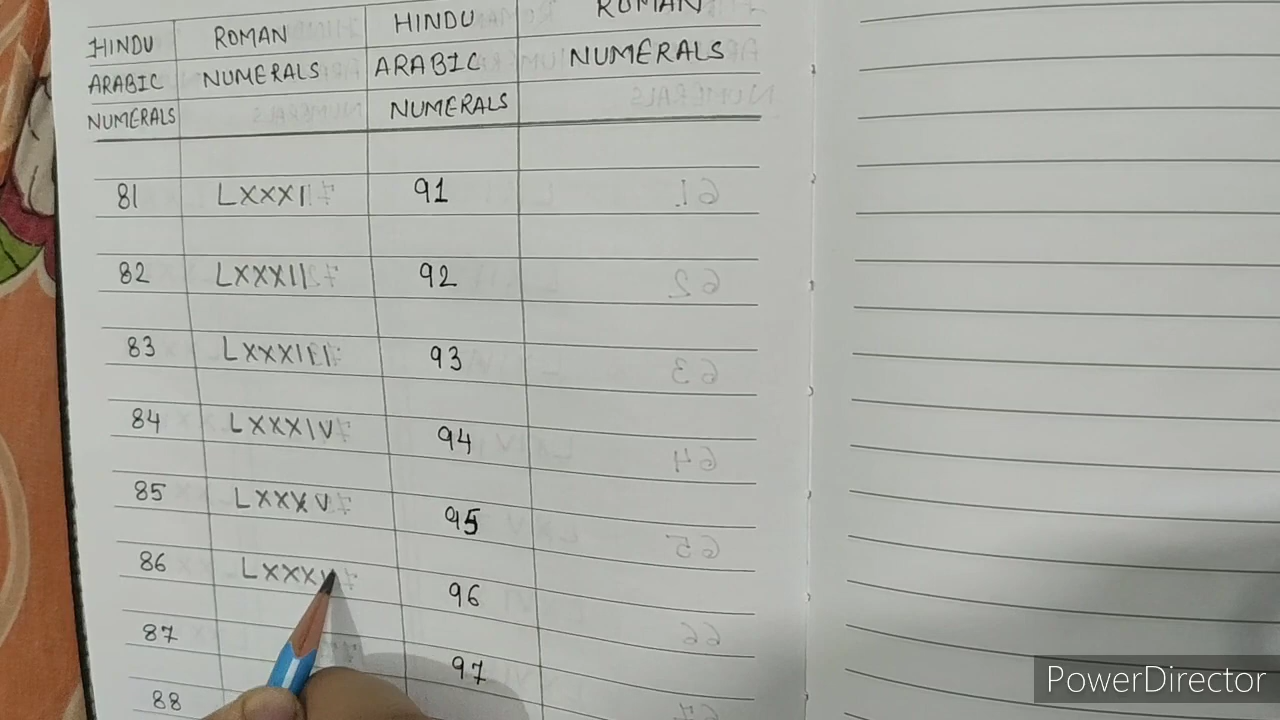 HINDU ROMAN HINDU ROMAN
ARABIC NUMERALS ARABIC NUMERALS
NUMERALS NUMERALS
81 LXXXI 91
82 LXXXII 92
83 LXXXIII 93
84 LXXXIV 94
85 LXXXV 95
86 LXXXV 96
87 97
88
PowerDirector